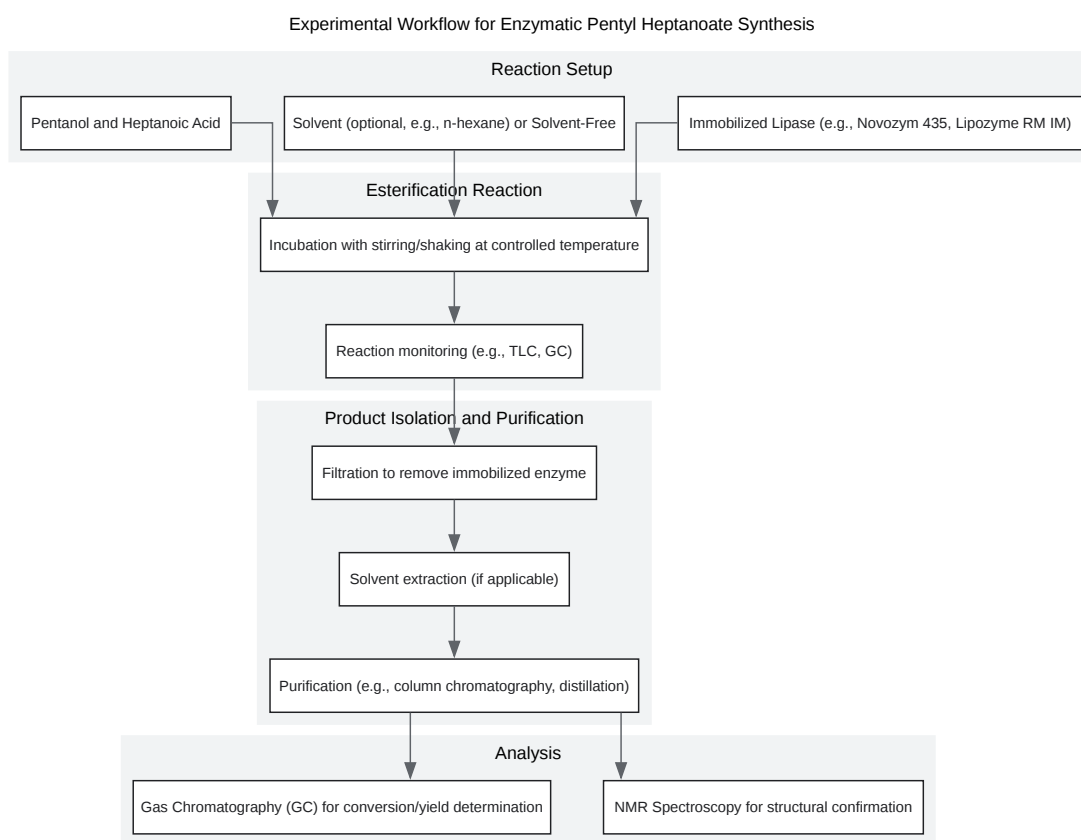 Experimental Workflow for Enzymatic Pentyl Heptanoate Synthesis
Reaction Setup
Pentanol and Heptanoic Acid
Solvent (optional, e.g., n-hexane) or Solvent-Free
Immobilized Lipase (e.g., Novozym 435, Lipozyme RM IM)
Esterification Reaction
Incubation with stirring/shaking at controlled temperature
Reaction monitoring (e.g., TLC, GC)
Product Isolation and Purification
Filtration to remove immobilized enzyme
Solvent extraction (if applicable)
Purification (e.g., column chromatography, distillation)
Analysis
Gas Chromatography (GC) for conversion/yield determination
NMR Spectroscopy for structural confirmation